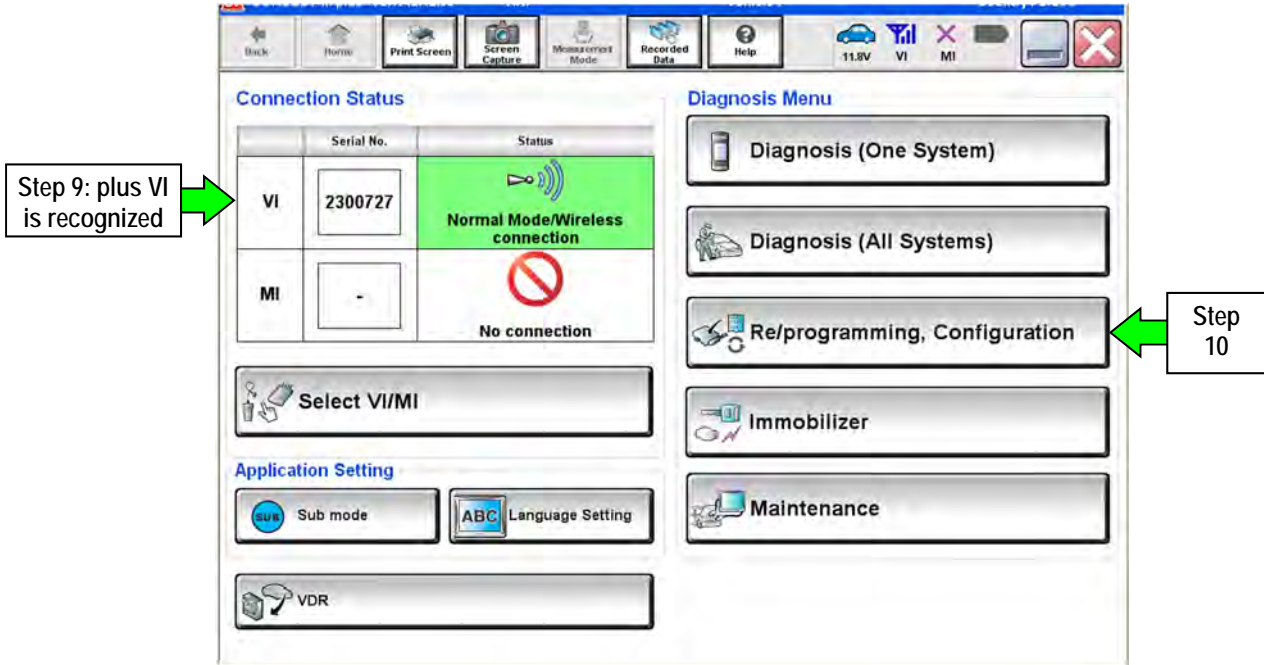 Back
Home
Print Screen
Screen
Capture
Measurement
Mode
Recorded
Data
Help
11.8V
VI
MI
Connection Status
Serial No.
Status
VI
2300727
Normal Mode/Wireless
connection
MI
-
No connection
Select VI/MI
Application Setting
SUB
Sub mode
ABC
Language Setting
VDR
Diagnosis Menu
Diagnosis (One System)
Diagnosis (All Systems)
Re/programming, Configuration
Immobilizer
Maintenance
Step 9: plus VI
is recognized
Step
10